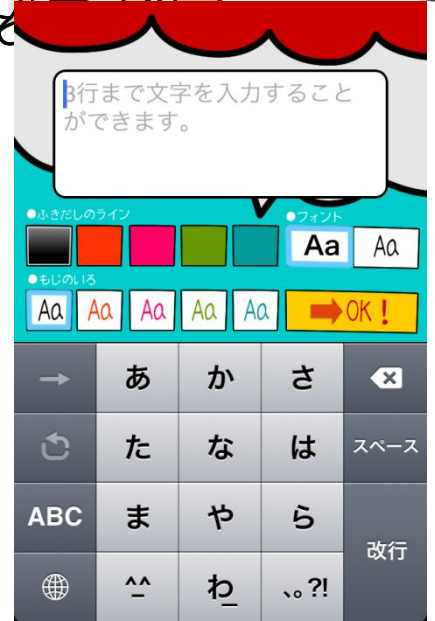 3行まで文字を入力すること
ができます。
●ふきだしのライン
●フォント
Aa Aa
●もじのいろ
Aa Aa Aa Aa Aa OK!
→ あ か さ
た な は スペース
ABC ま や ら
改行
^_^ わ_ 、。?!